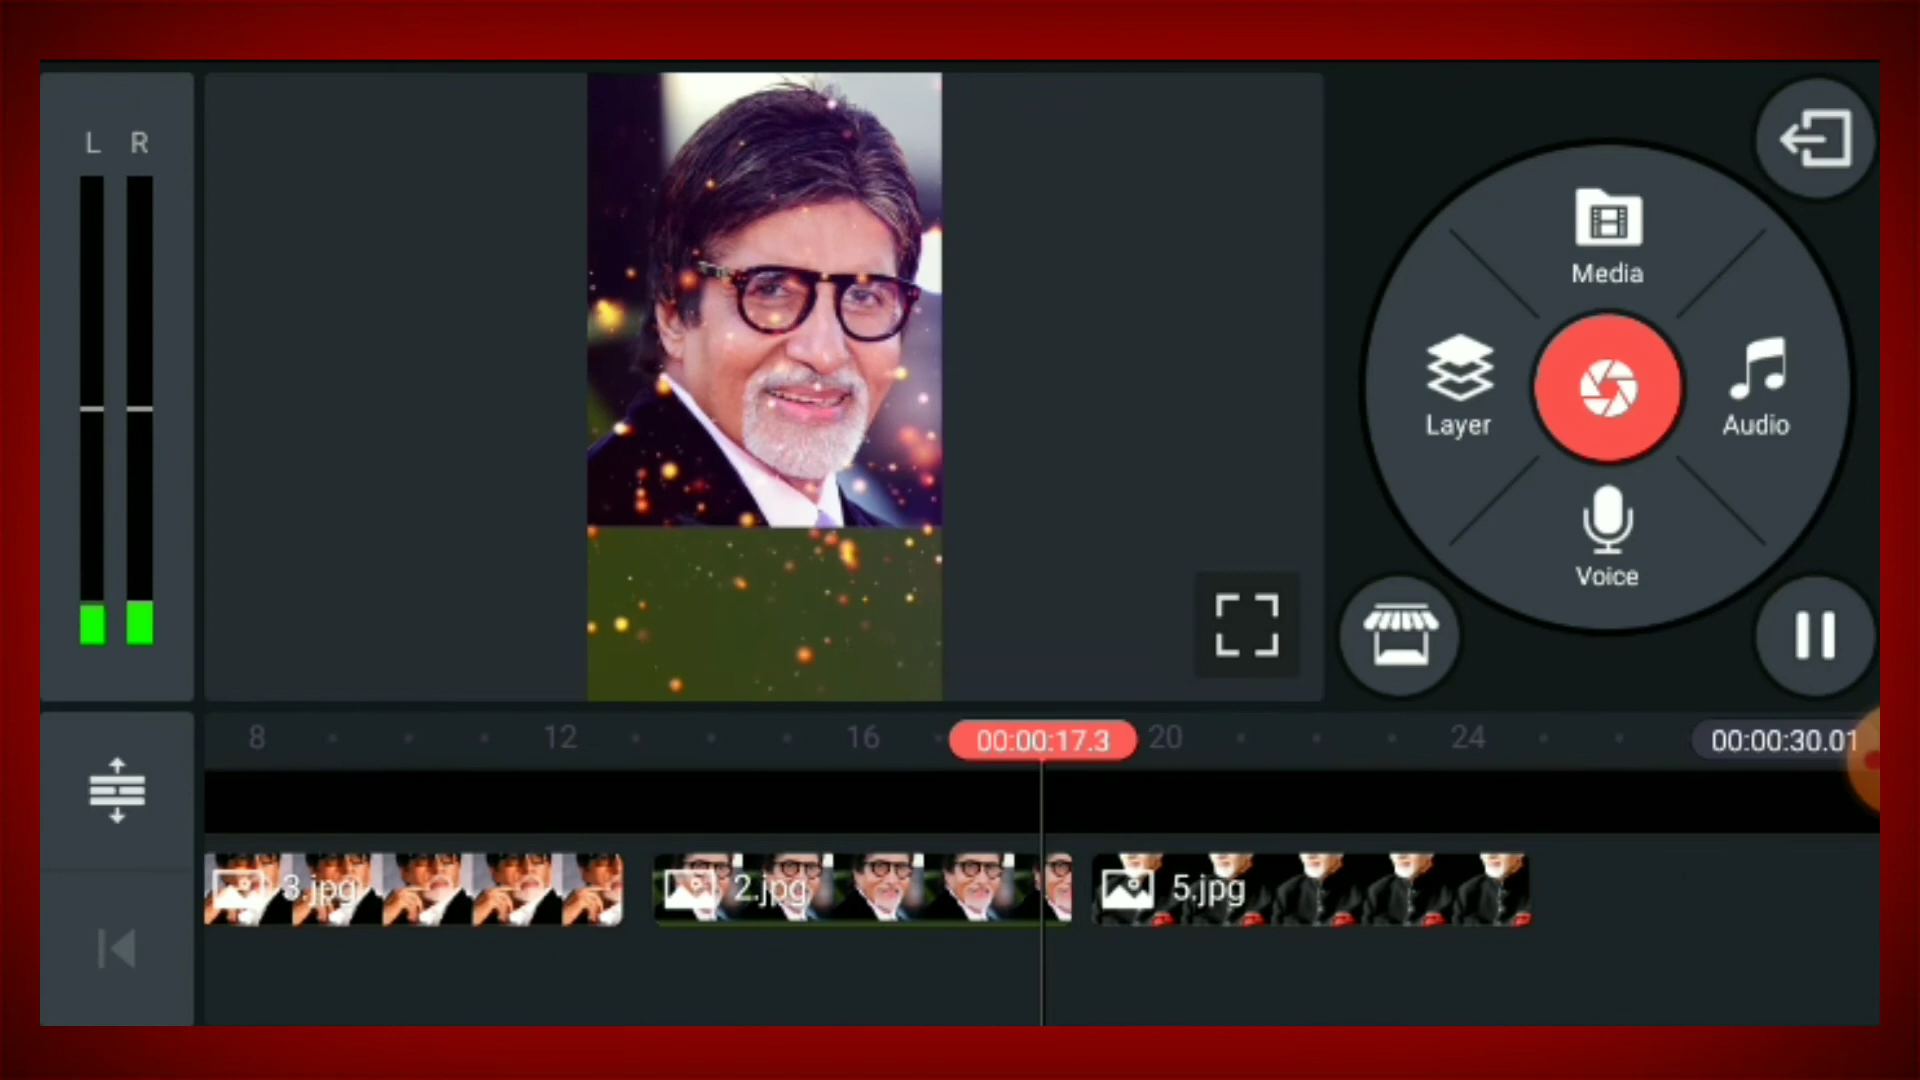 L R
Media
Layer
Audio
Voice
8 12 16 00:00:17.3 20 24 00:00:30.01
3.jpg 2.jpg 5.jpg